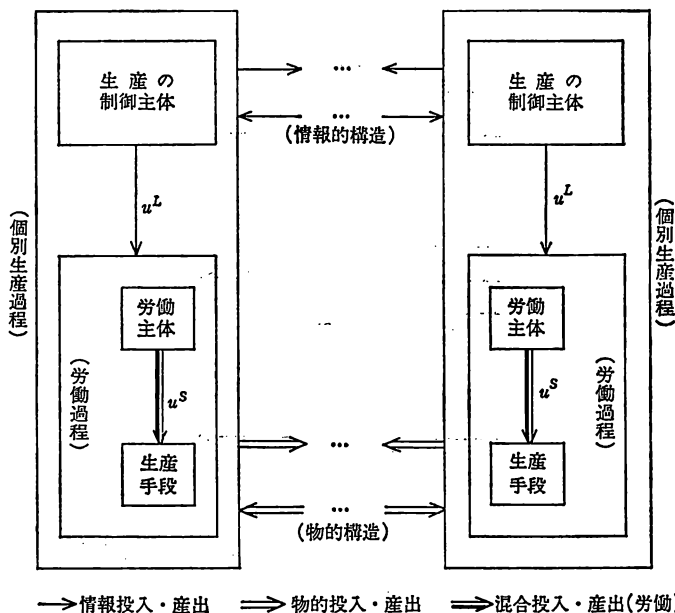 生産の
制御主体
…
…
(情報的構造)
生産の
制御主体
u^L
u^L
(個別生産過程)
(個別生産過程)
労働
主体
労働
主体
(労働過程)
(労働過程)
u^S
u^S
生産
手段
生産
手段
…
…
(物的構造)
→情報投入・産出 ⇒物的投入・産出 ⇒混合投入・産出(労働)